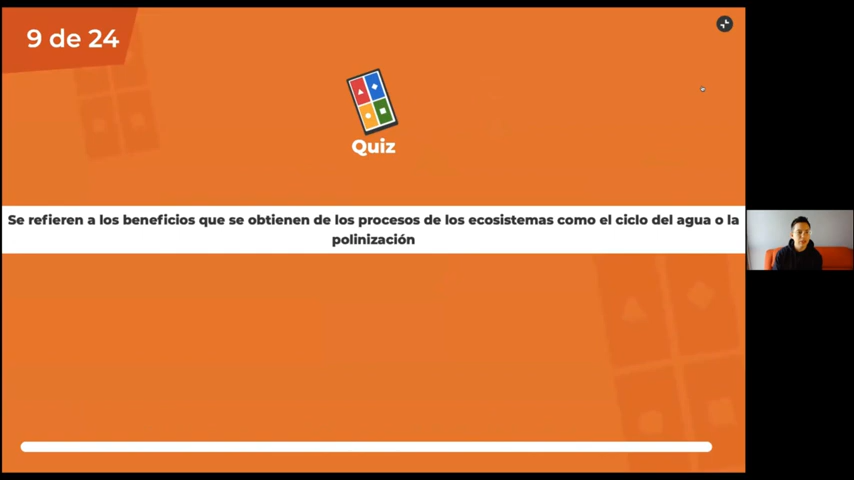 9 de 24
Quiz
Se refieren a los beneficios que se obtienen de los procesos de los ecosistemas como el ciclo del agua o la
polinización